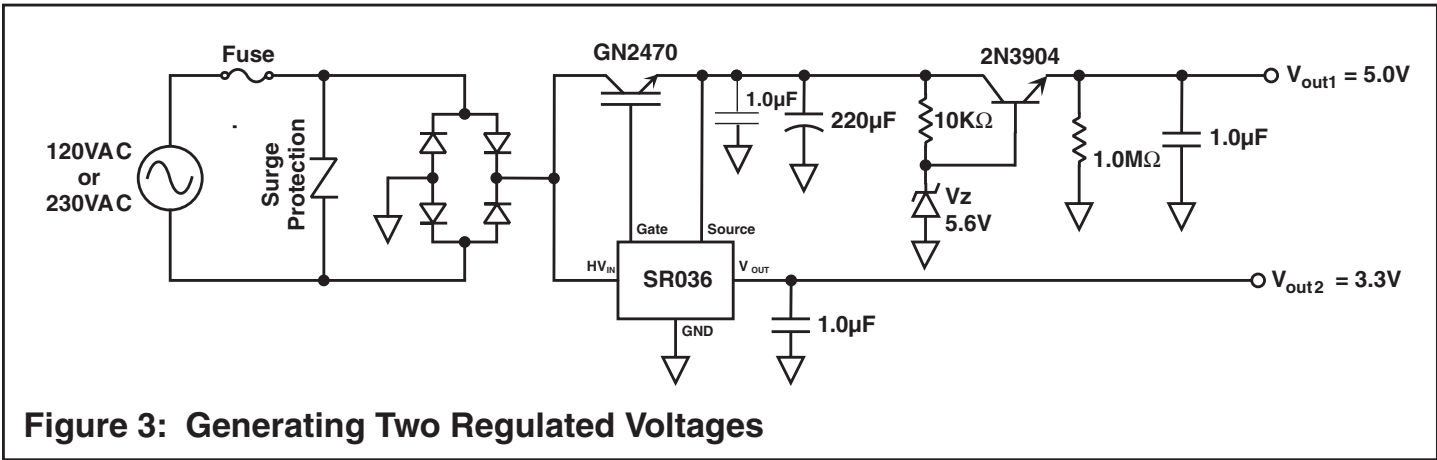 Fuse
GN2470
2N3904
Vout1 = 5.0V
1.0µF
220µF
10KΩ
1.0MΩ
1.0µF
120VAC
or
230VAC
Surge
Protection
Vz
5.6V
Gate
Source
HVIN
SR036
VOUT
Vout2 = 3.3V
GND
1.0µF
Figure 3: Generating Two Regulated Voltages